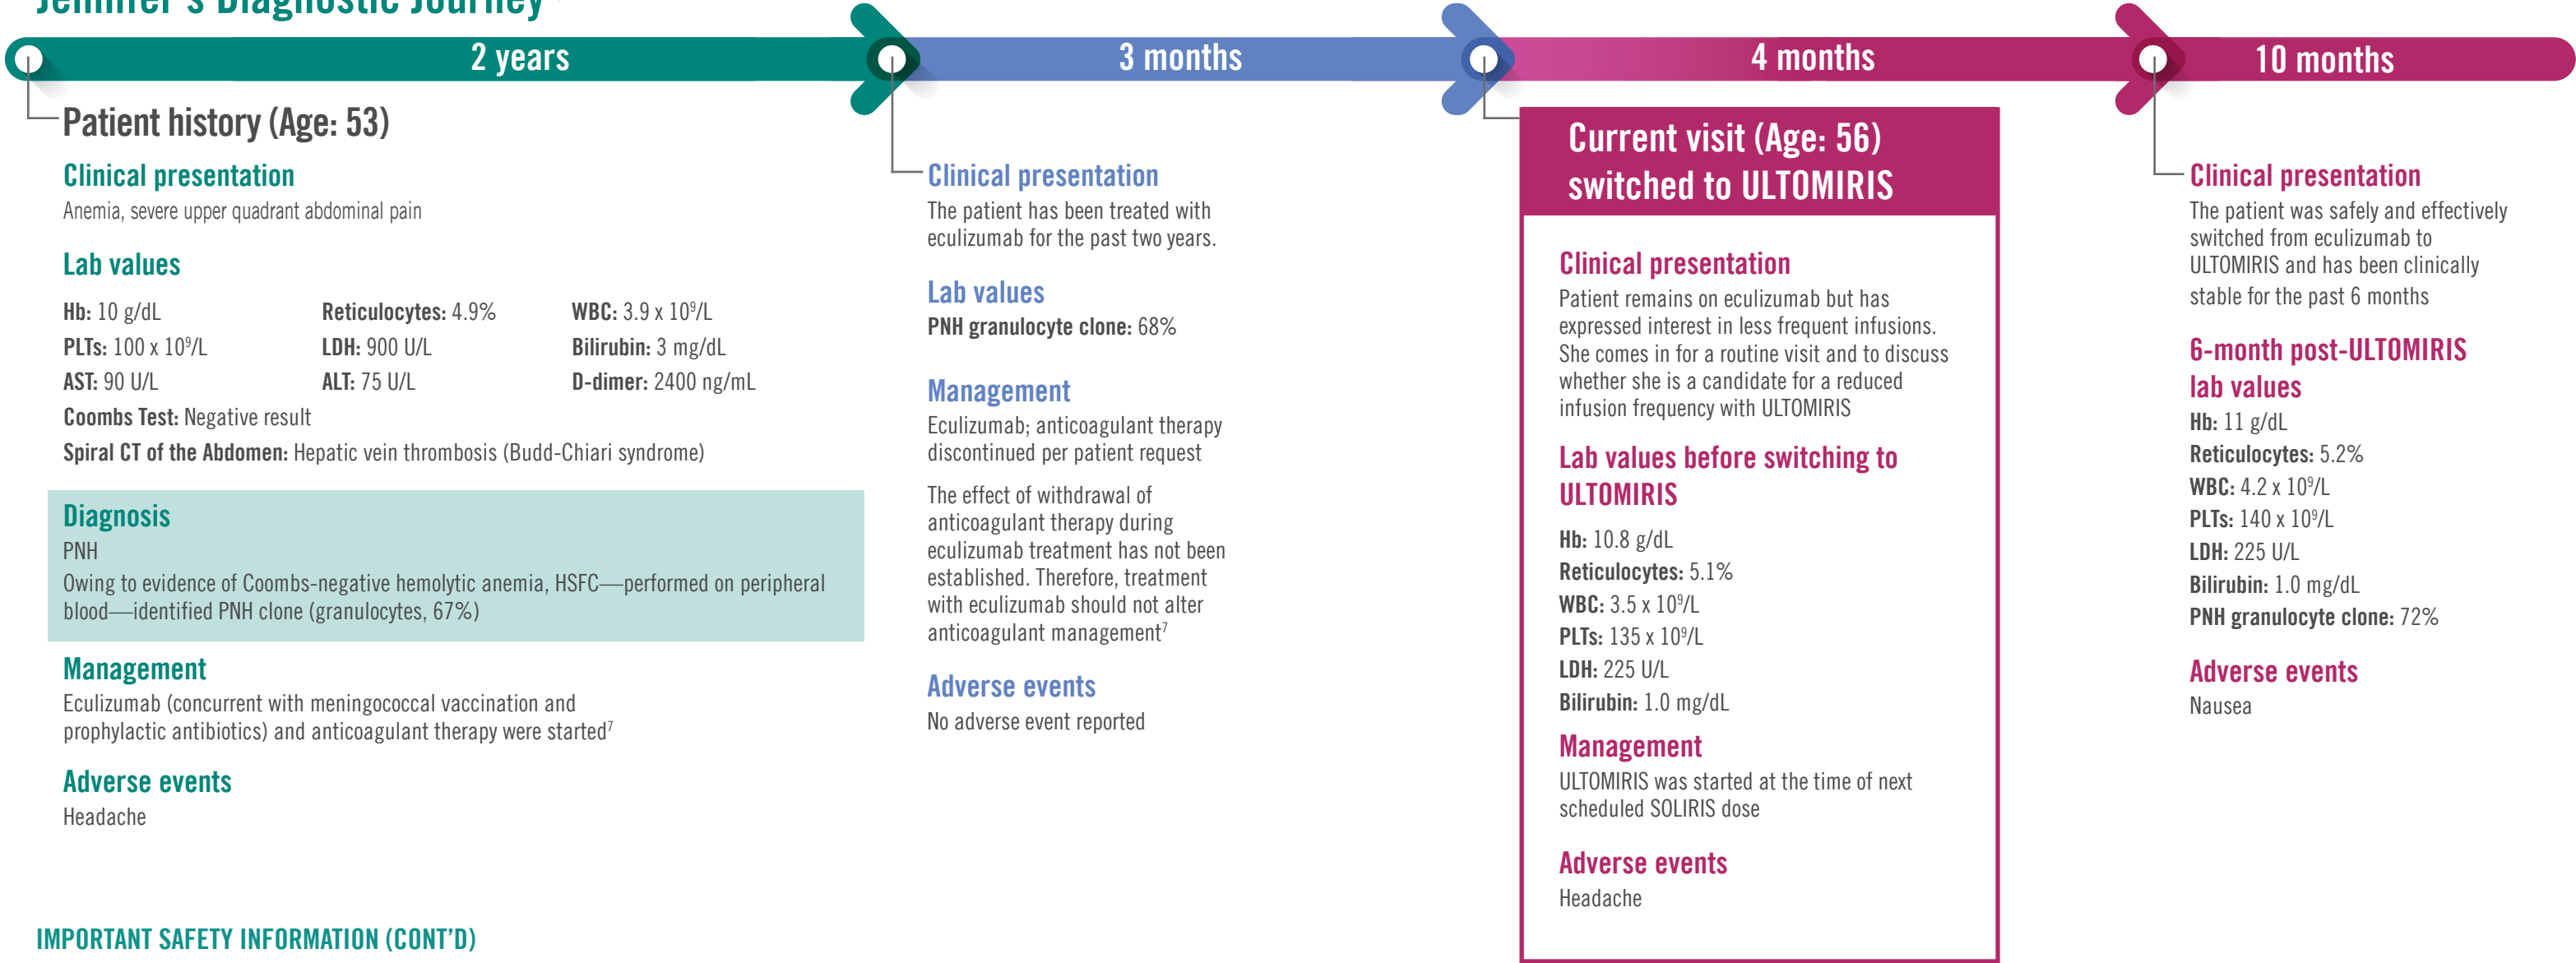 Jennifer's Diagnostic Journey
2 years
3 months
4 months
10 months
Patient history (Age: 53)
Clinical presentation
Anemia, severe upper quadrant abdominal pain
Lab values
Hb: 10 g/dL Reticulocytes: 4.9% WBC: 3.9 x 10⁹/L
PLTs: 100 x 10⁹/L LDH: 900 U/L Bilirubin: 3 mg/dL
AST: 90 U/L ALT: 75 U/L D-dimer: 2400 ng/mL
Coombs Test: Negative result
Spiral CT of the Abdomen: Hepatic vein thrombosis (Budd-Chiari syndrome)
Diagnosis
PNH
Owing to evidence of Coombs-negative hemolytic anemia, HSFC—performed on peripheral
blood—identified PNH clone (granulocytes, 67%)
Management
Eculizumab (concurrent with meningococcal vaccination and
prophylactic antibiotics) and anticoagulant therapy were started⁷
Adverse events
Headache
Clinical presentation
The patient has been treated with
eculizumab for the past two years.
Lab values
PNH granulocyte clone: 68%
Management
Eculizumab; anticoagulant therapy
discontinued per patient request
The effect of withdrawal of
anticoagulant therapy during
eculizumab treatment has not been
established. Therefore, treatment
with eculizumab should not alter
anticoagulant management⁷
Adverse events
No adverse event reported
Current visit (Age: 56)
switched to ULTOMIRIS
Clinical presentation
Patient remains on eculizumab but has
expressed interest in less frequent infusions.
She comes in for a routine visit and to discuss
whether she is a candidate for a reduced
infusion frequency with ULTOMIRIS
Lab values before switching to
ULTOMIRIS
Hb: 10.8 g/dL
Reticulocytes: 5.1%
WBC: 3.5 x 10⁹/L
PLTs: 135 x 10⁹/L
LDH: 225 U/L
Bilirubin: 1.0 mg/dL
Management
ULTOMIRIS was started at the time of next
scheduled SOLIRIS dose
Adverse events
Headache
Clinical presentation
The patient was safely and effectively
switched from eculizumab to
ULTOMIRIS and has been clinically
stable for the past 6 months
6-month post-ULTOMIRIS
lab values
Hb: 11 g/dL
Reticulocytes: 5.2%
WBC: 4.2 x 10⁹/L
PLTs: 140 x 10⁹/L
LDH: 225 U/L
Bilirubin: 1.0 mg/dL
PNH granulocyte clone: 72%
Adverse events
Nausea
IMPORTANT SAFETY INFORMATION (CONT'D)